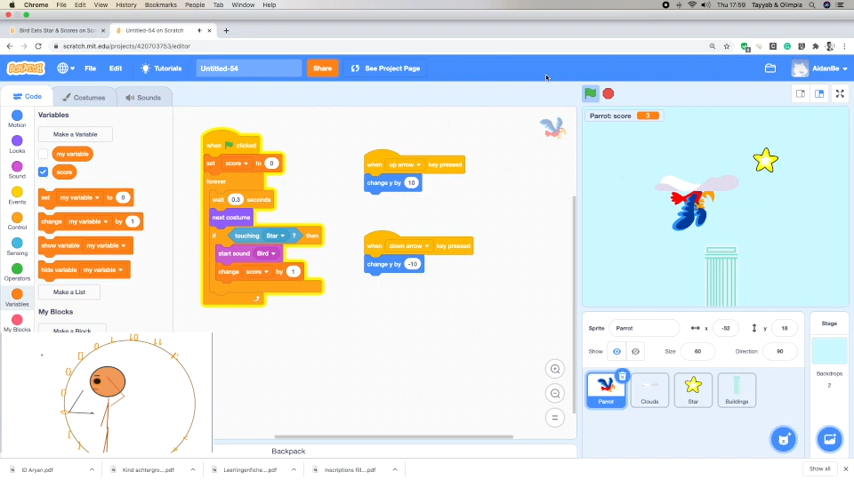 Chrome File Edit View History Bookmarks People Tab Window Help Thu 17:59 Tayyab & Olimpia
Bird Eats Star & Scores on Scr Untitled-54 on Scratch
scratch.mit.edu/projects/420703753/editor
SCRATCH File Edit Tutorials Untitled-54 Share See Project Page AidanBe
Code Costumes Sounds
Motion
Looks
Sound
Events
Control
Sensing
Operators
Variables
My Blocks
Variables
Make a Variable
my variable
score
set my variable to 0
change my variable by 1
show variable my variable
hide variable my variable
Make a List
My Blocks
Make a Block
when clicked
set score to 0
forever
wait 0.3 seconds
next costume
if touching Star ? then
start sound Bird
change score by 1
when up arrow key pressed
change y by 10
when down arrow key pressed
change y by -10
Parrot: score 3
Sprite Parrot x -52 y 18
Show Size 60 Direction 90
Parrot Clouds Star Buildings
Stage
Backdrops
2
Backpack
ID Aryan.pdf Kind achtergro....pdf Leerlingenfiche....pdf Inscriptions fill...pdf Show all